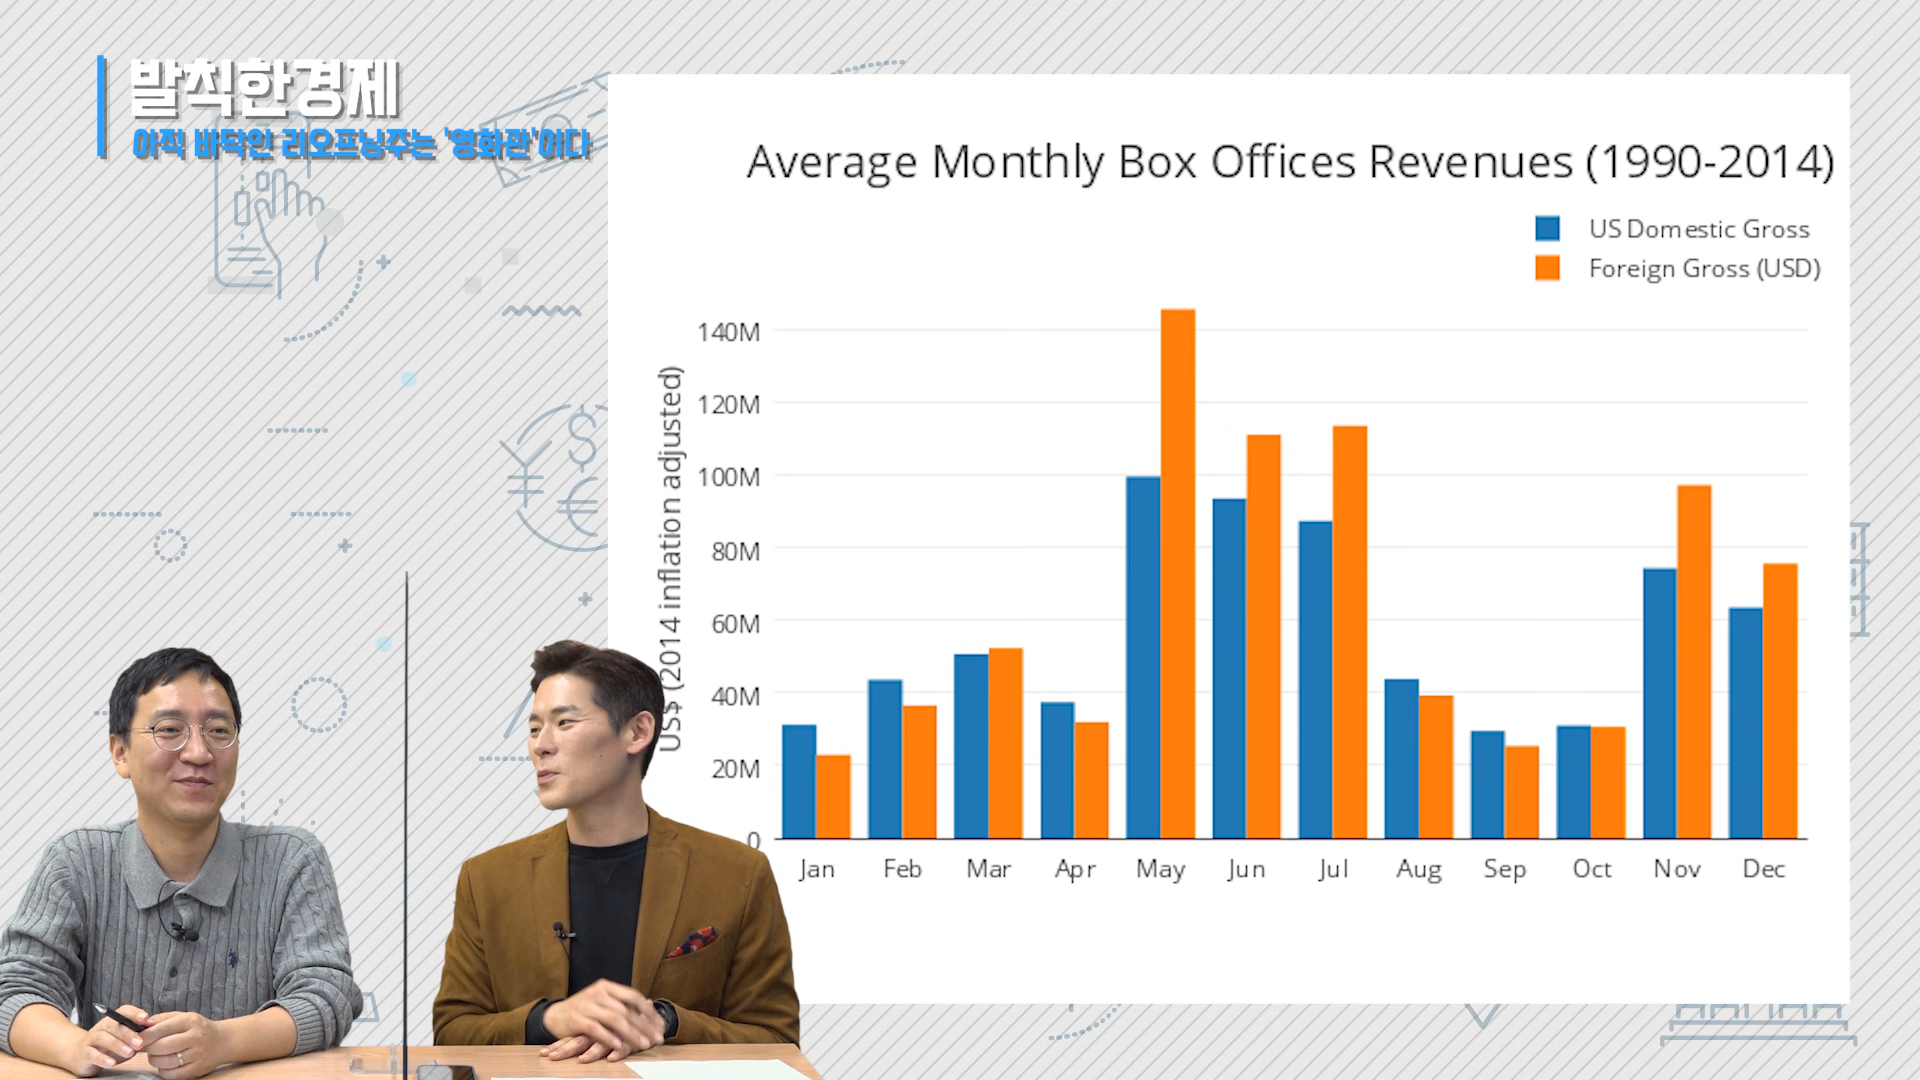 발칙한경제
아직 바닥인 리오프닝주는 '영화관'이다
Average Monthly Box Offices Revenues (1990-2014)
US Domestic Gross
Foreign Gross (USD)
US$ (2014 inflation adjusted)
140M
120M
100M
80M
60M
40M
20M
0
Jan Feb Mar Apr May Jun Jul Aug Sep Oct Nov Dec